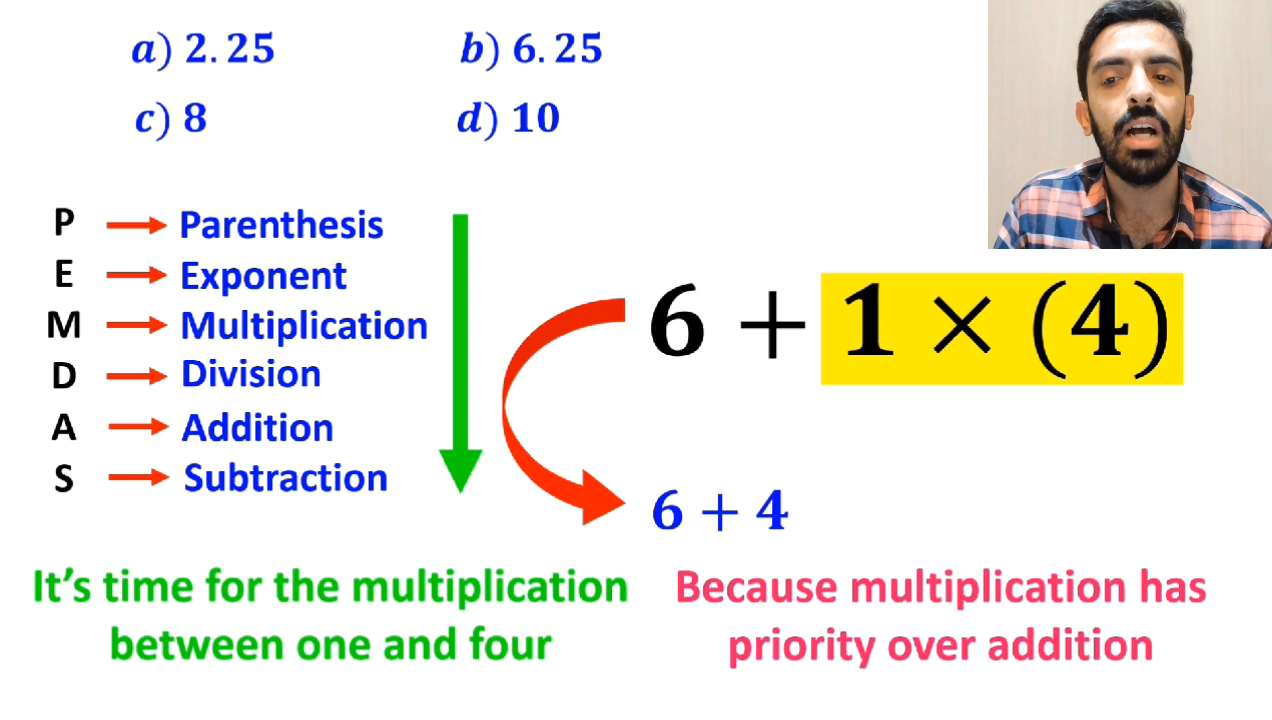 a) 2.25 b) 6.25
c) 8 d) 10
P → Parenthesis
E → Exponent
M → Multiplication
D → Division
A → Addition
S → Subtraction
6 + 1 × (4)
6 + 4
It's time for the multiplication
between one and four
Because multiplication has
priority over addition